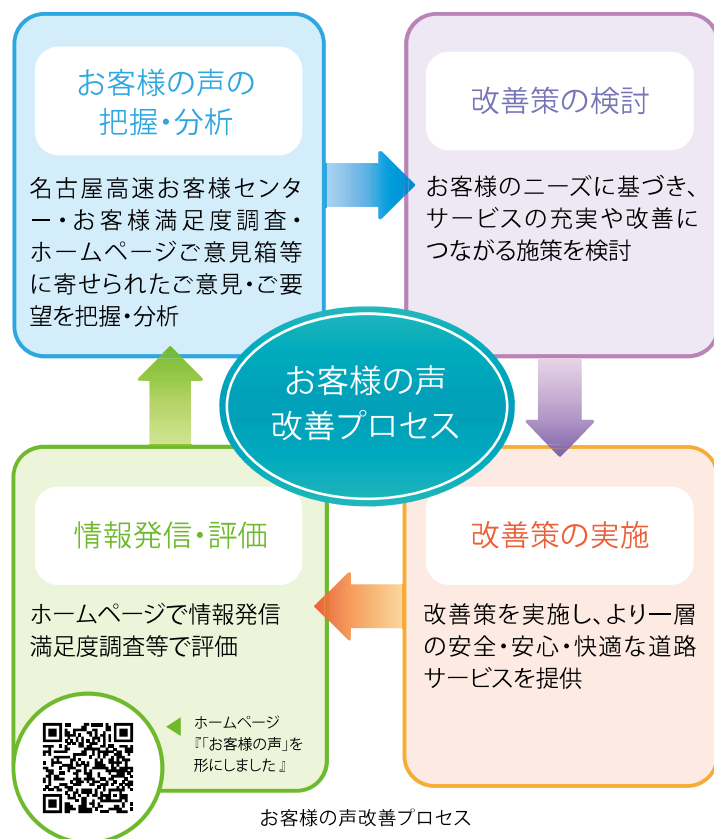 お客様の声の
把握・分析
名古屋高速お客様センタ
ー・お客様満足度調査・
ホームページご意見箱等
に寄せられたご意見・ご要
望を把握・分析
改善策の検討
お客様のニーズに基づき、
サービスの充実や改善に
つながる施策を検討
お客様の声
改善プロセス
改善策の実施
改善策を実施し、より一層
の安全・安心・快適な道路
サービスを提供
情報発信・評価
ホームページで情報発信
満足度調査等で評価
ホームページ
『「お客様の声」を
形にしました 』
お客様の声改善プロセス